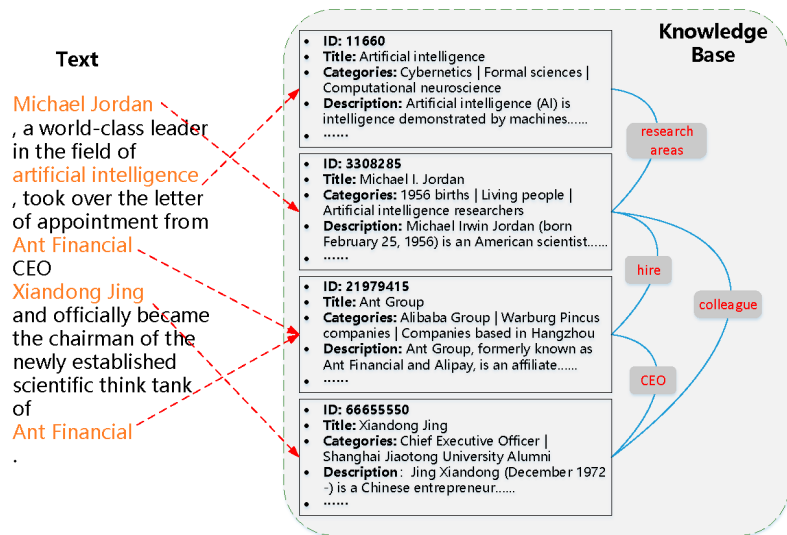 Text
Michael Jordan
, a world-class leader
in the field of
artificial intelligence
, took over the letter
of appointment from
Ant Financial
CEO
Xiandong Jing
and officially became
the chairman of the
newly established
scientific think tank
of
Ant Financial
.
Knowledge
Base
• ID: 11660
• Title: Artificial intelligence
• Categories: Cybernetics | Formal sciences |
Computational neuroscience
• Description: Artificial intelligence (AI) is
intelligence demonstrated by machines......
• ......
• ID: 3308285
• Title: Michael I. Jordan
• Categories: 1956 births | Living people |
Artificial intelligence researchers
• Description: Michael Irwin Jordan (born
February 25, 1956) is an American scientist......
• ......
• ID: 21979415
• Title: Ant Group
• Categories: Alibaba Group | Warburg Pincus
companies | Companies based in Hangzhou
• Description: Ant Group, formerly known as
Ant Financial and Alipay, is an affiliate......
• ......
• ID: 66655550
• Title: Xiandong Jing
• Categories: Chief Executive Officer |
Shanghai Jiaotong University Alumni
• Description： Jing Xiandong (December 1972
-) is a Chinese entrepreneur......
• ......
research
areas
hire
colleague
CEO